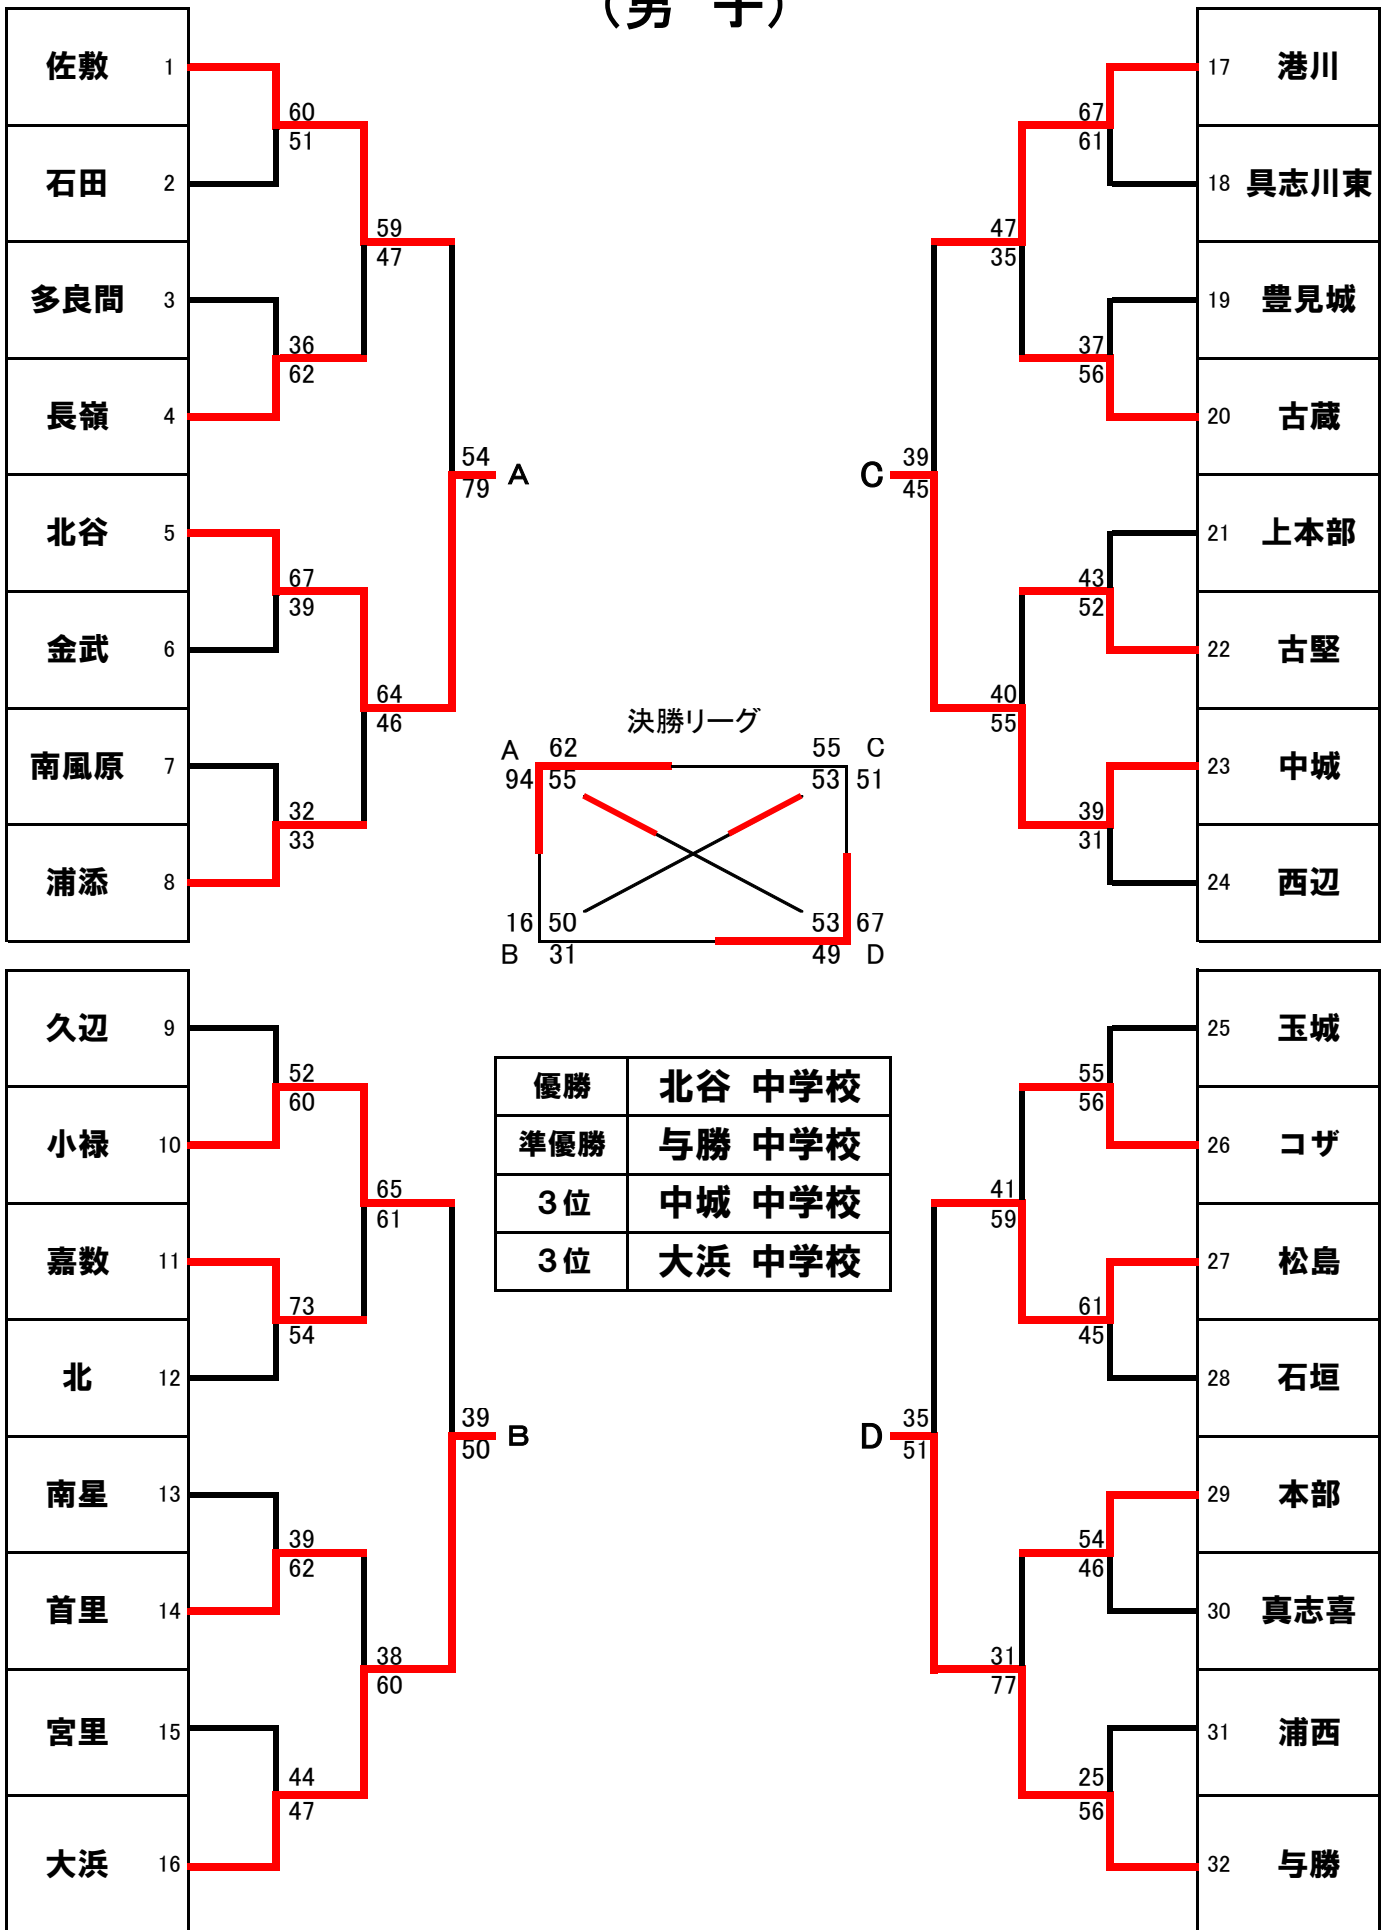 （男 子）
佐敷 1
石田 2
多良間 3
長嶺 4
北谷 5
金武 6
南風原 7
浦添 8
60
51
36
62
67
39
32
33
59
47
64
46
54
79
A
17 港川
18 具志川東
19 豊見城
20 古蔵
21 上本部
22 古堅
23 中城
24 西辺
67
61
37
56
43
52
39
31
47
35
40
55
39
45
C
決勝リーグ
A 62 55 C
94 55 53 51
16 50 53 67
B 31 49 D
久辺 9
小禄 10
嘉数 11
北 12
南星 13
首里 14
宮里 15
大浜 16
52
60
73
54
39
62
44
47
65
61
38
60
39
50
B
優勝 北谷 中学校
準優勝 与勝 中学校
３位 中城 中学校
３位 大浜 中学校
25 玉城
26 コザ
27 松島
28 石垣
29 本部
30 真志喜
31 浦西
32 与勝
55
56
61
45
54
46
25
56
41
59
31
77
35
51
D